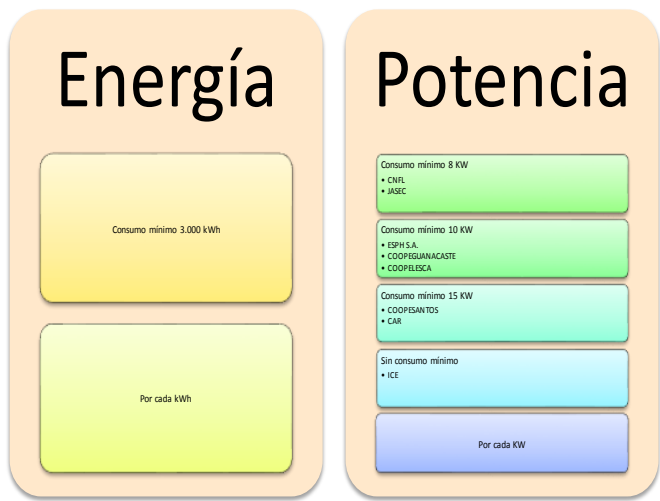 Energía
Consumo mínimo 3.000 kWh
Por cada kWh
Potencia
Consumo mínimo 8 KW
• CNFL
• JASEC
Consumo mínimo 10 KW
• ESPH S.A.
• COOPEGUANACASTE
• COOPELESCA
Consumo mínimo 15 KW
• COOPESANTOS
• CAR
Sin consumo mínimo
• ICE
Por cada KW